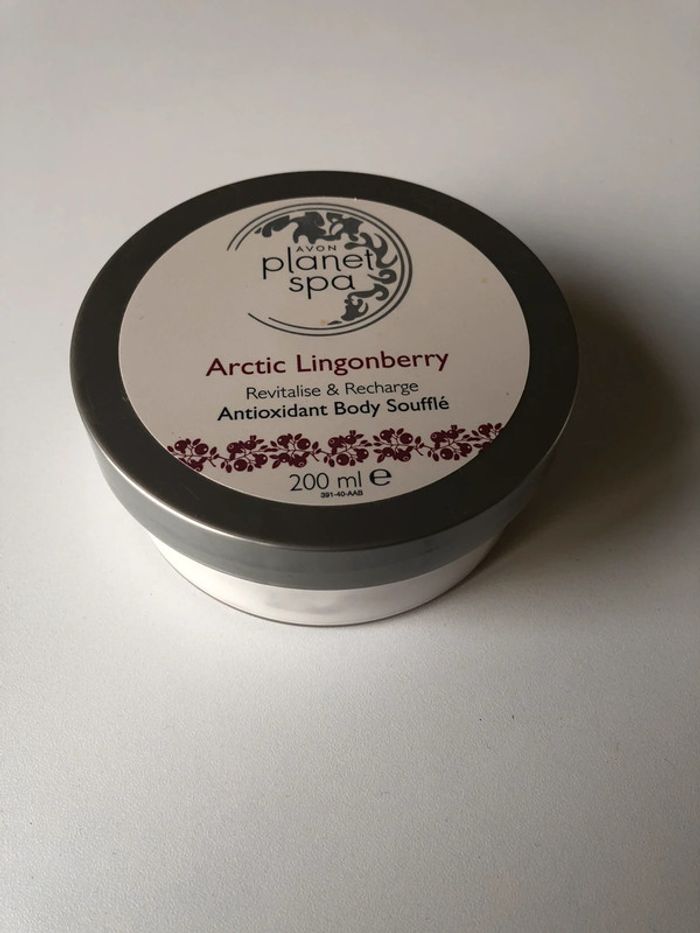 AVON
planet
spa
Arctic Lingonberry
Revitalise & Recharge
Antioxidant Body Soufflé
200 ml ℮
391-40-AAB